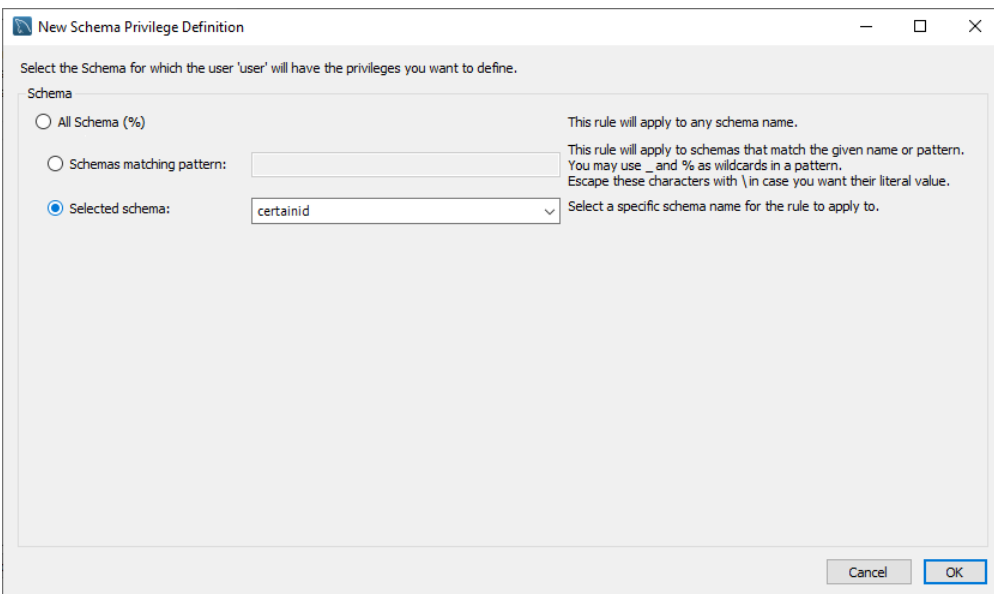 New Schema Privilege Definition
Select the Schema for which the user 'user' will have the privileges you want to define.
Schema
All Schema (%)
This rule will apply to any schema name.
Schemas matching pattern:
This rule will apply to schemas that match the given name or pattern.
You may use _ and % as wildcards in a pattern.
Escape these characters with \ in case you want their literal value.
Selected schema:
certainid
Select a specific schema name for the rule to apply to.
Cancel
OK